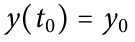 y(t₀) = y₀